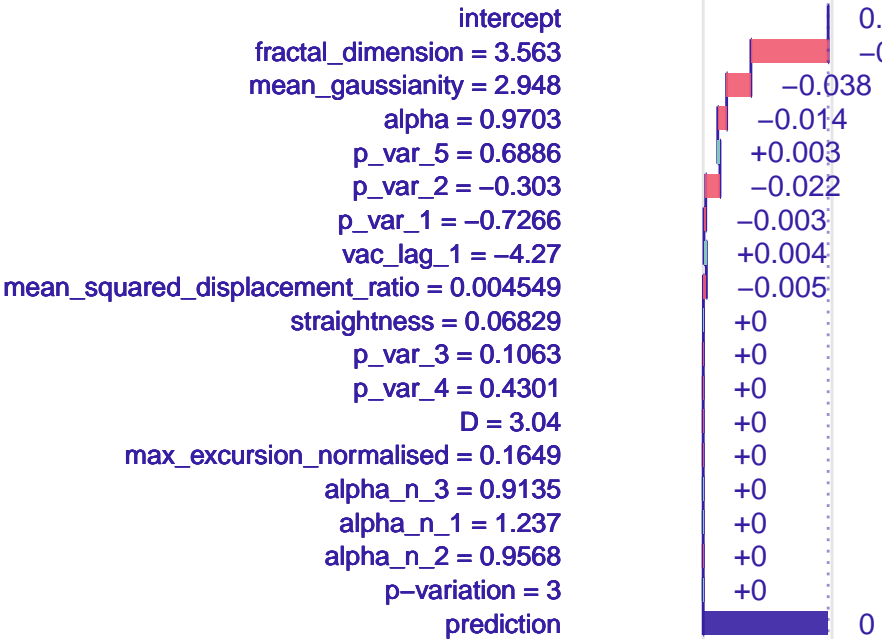 intercept 0.
fractal_dimension = 3.563
mean_gaussianity = 2.948 −0.038
alpha = 0.9703 −0.014
p_var_5 = 0.6886 +0.003
p_var_2 = −0.303 −0.022
p_var_1 = −0.7266 −0.003
vac_lag_1 = −4.27 +0.004
mean_squared_displacement_ratio = 0.004549 −0.005
straightness = 0.06829 +0
p_var_3 = 0.1063 +0
p_var_4 = 0.4301 +0
D = 3.04 +0
max_excursion_normalised = 0.1649 +0
alpha_n_3 = 0.9135 +0
alpha_n_1 = 1.237 +0
alpha_n_2 = 0.9568 +0
p−variation = 3 +0
prediction 0